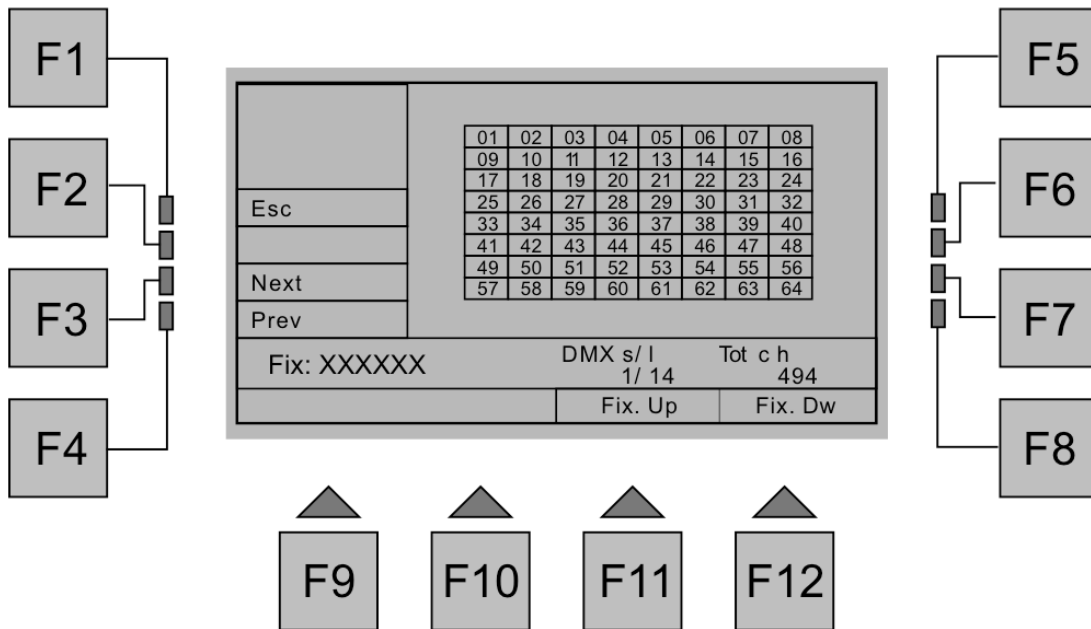 F1
F2
F3
F4
Esc
Next
Prev
01 02 03 04 05 06 07 08
09 10 11 12 13 14 15 16
17 18 19 20 21 22 23 24
25 26 27 28 29 30 31 32
33 34 35 36 37 38 39 40
41 42 43 44 45 46 47 48
49 50 51 52 53 54 55 56
57 58 59 60 61 62 63 64
Fix: XXXXXX
DMX s/ l
1/ 14
Tot c h
494
Fix. Up
Fix. Dw
F5
F6
F7
F8
F9
F10
F11
F12